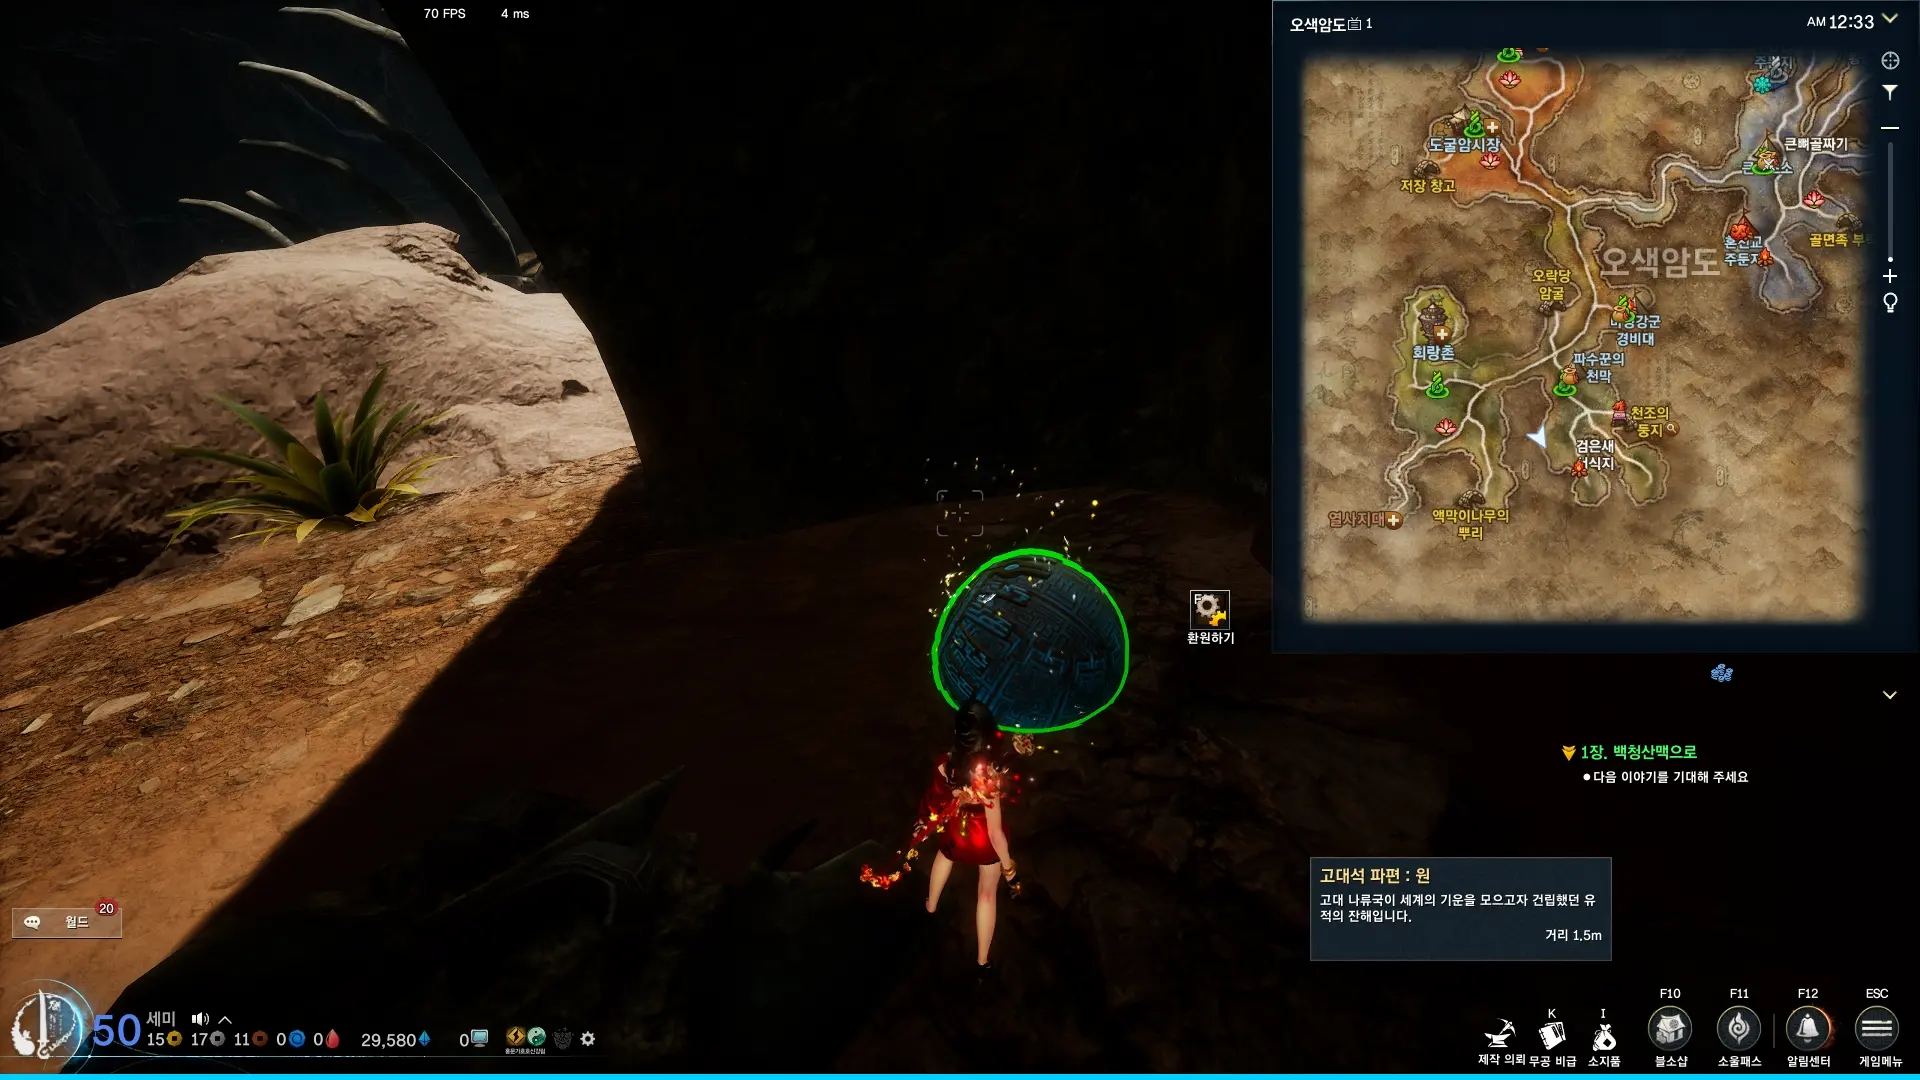 70 FPS 4 ms
오색암도 1
AM 12:33
도굴암시장
저장 창고
큰뼈골짜기
골면족
주둔지
오색암도
오락당
암굴
경비대
회랑촌
파수꾼의
천막
천조의
둥지
검은새
열사지대
액막이나무의
뿌리
F
환원하기
1장. 백청산맥으로
다음 이야기를 기대해 주세요
고대석 파편 : 원
고대 나류국이 세계의 기운을 모으고자 건립했던 유
적의 잔해입니다.
거리 1.5m
20
월드
50 세미
15 17 11 0 0 29,580 0
K I F10 F11 F12 ESC
제작 의뢰 무공 비급 소지품 블소샵 소울패스 알림센터 게임메뉴